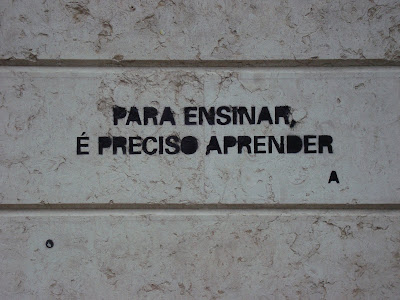 PARA ENSINAR,
É PRECISO APRENDER
A